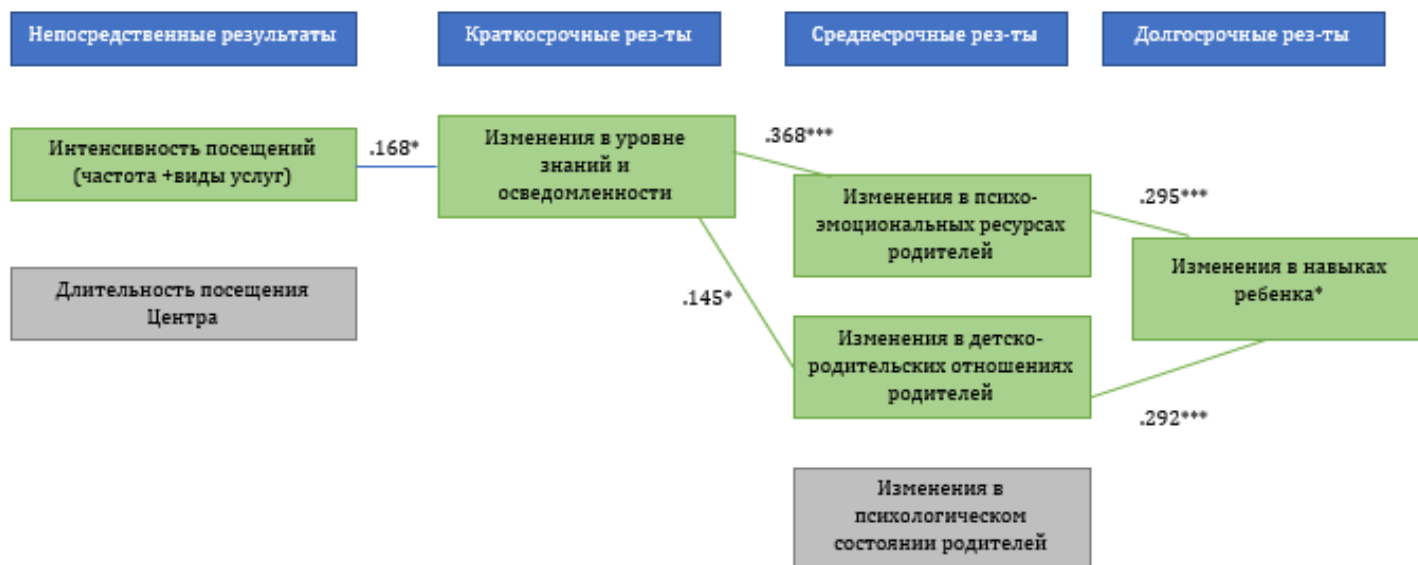 Непосредственные результаты
Краткосрочные рез-ты
Среднесрочные рез-ты
Долгосрочные рез-ты
Интенсивность посещений
(частота +виды услуг)
.168*
Изменения в уровне
знаний и
осведомленности
.368***
Изменения в психо-
эмоциональных ресурсах
родителей
.295***
Изменения в навыках
ребенка*
Длительность посещения
Центра
.145*
Изменения в детско-
родительских отношениях
родителей
.292***
Изменения в
психологическом
состоянии родителей